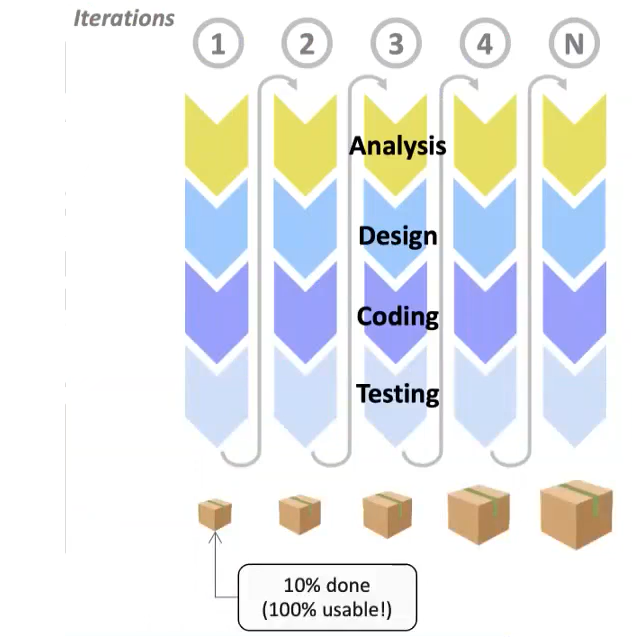 Iterations
1 2 3 4 N
Analysis
Design
Coding
Testing
10% done
(100% usable!)